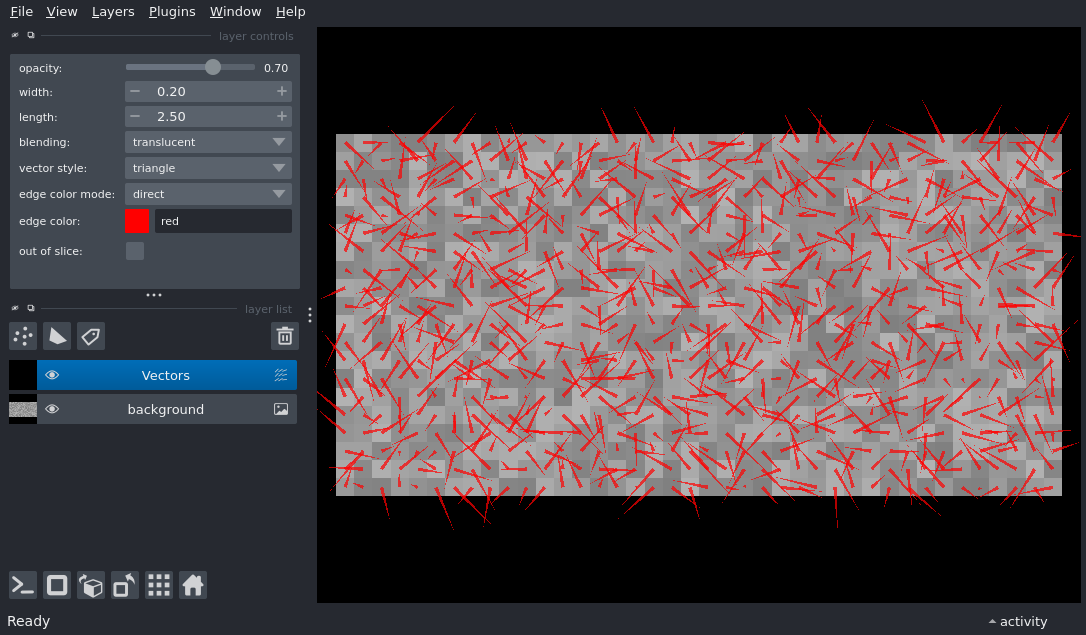 File View Layers Plugins Window Help
layer controls
opacity: 0.70
width: 0.20
length: 2.50
blending: translucent
vector style: triangle
edge color mode: direct
edge color: red
out of slice:
layer list
Vectors
background
Ready
activity